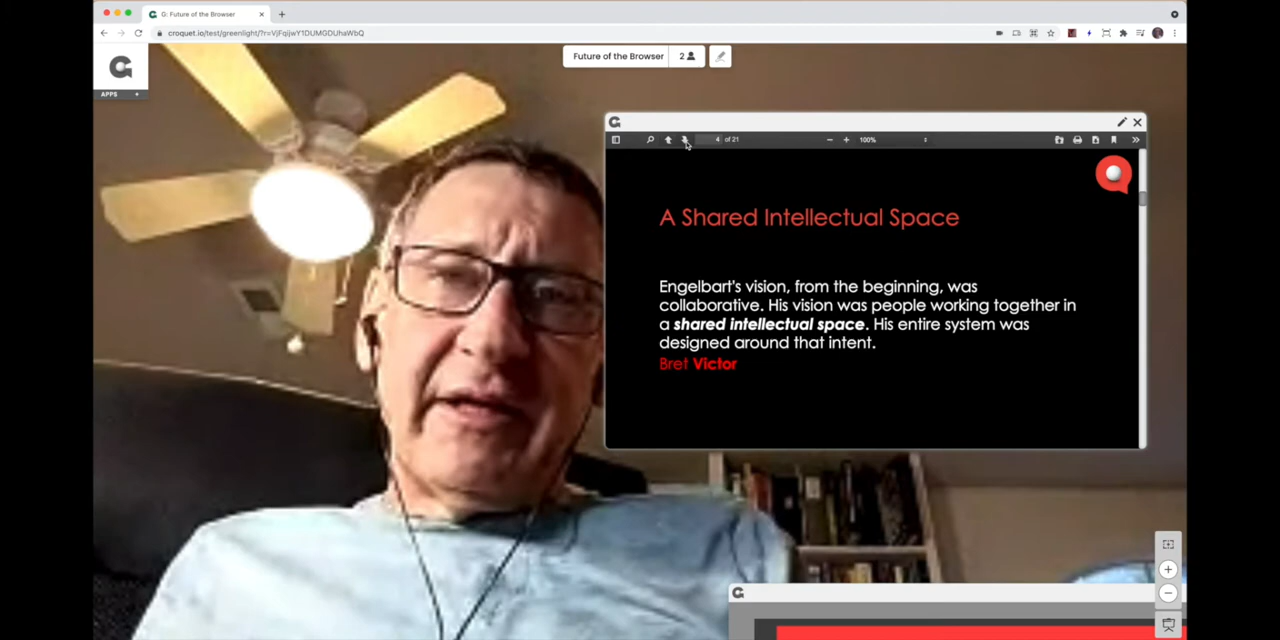 G: Future of the Browser
croquet.io/test/greenlight/?r=VjFqijwY1DUMGDUhaWbQ
APPS +
Future of the Browser 2
4 of 21
100%
A Shared Intellectual Space
Engelbart's vision, from the beginning, was
collaborative. His vision was people working together in
a shared intellectual space. His entire system was
designed around that intent.
Bret Victor